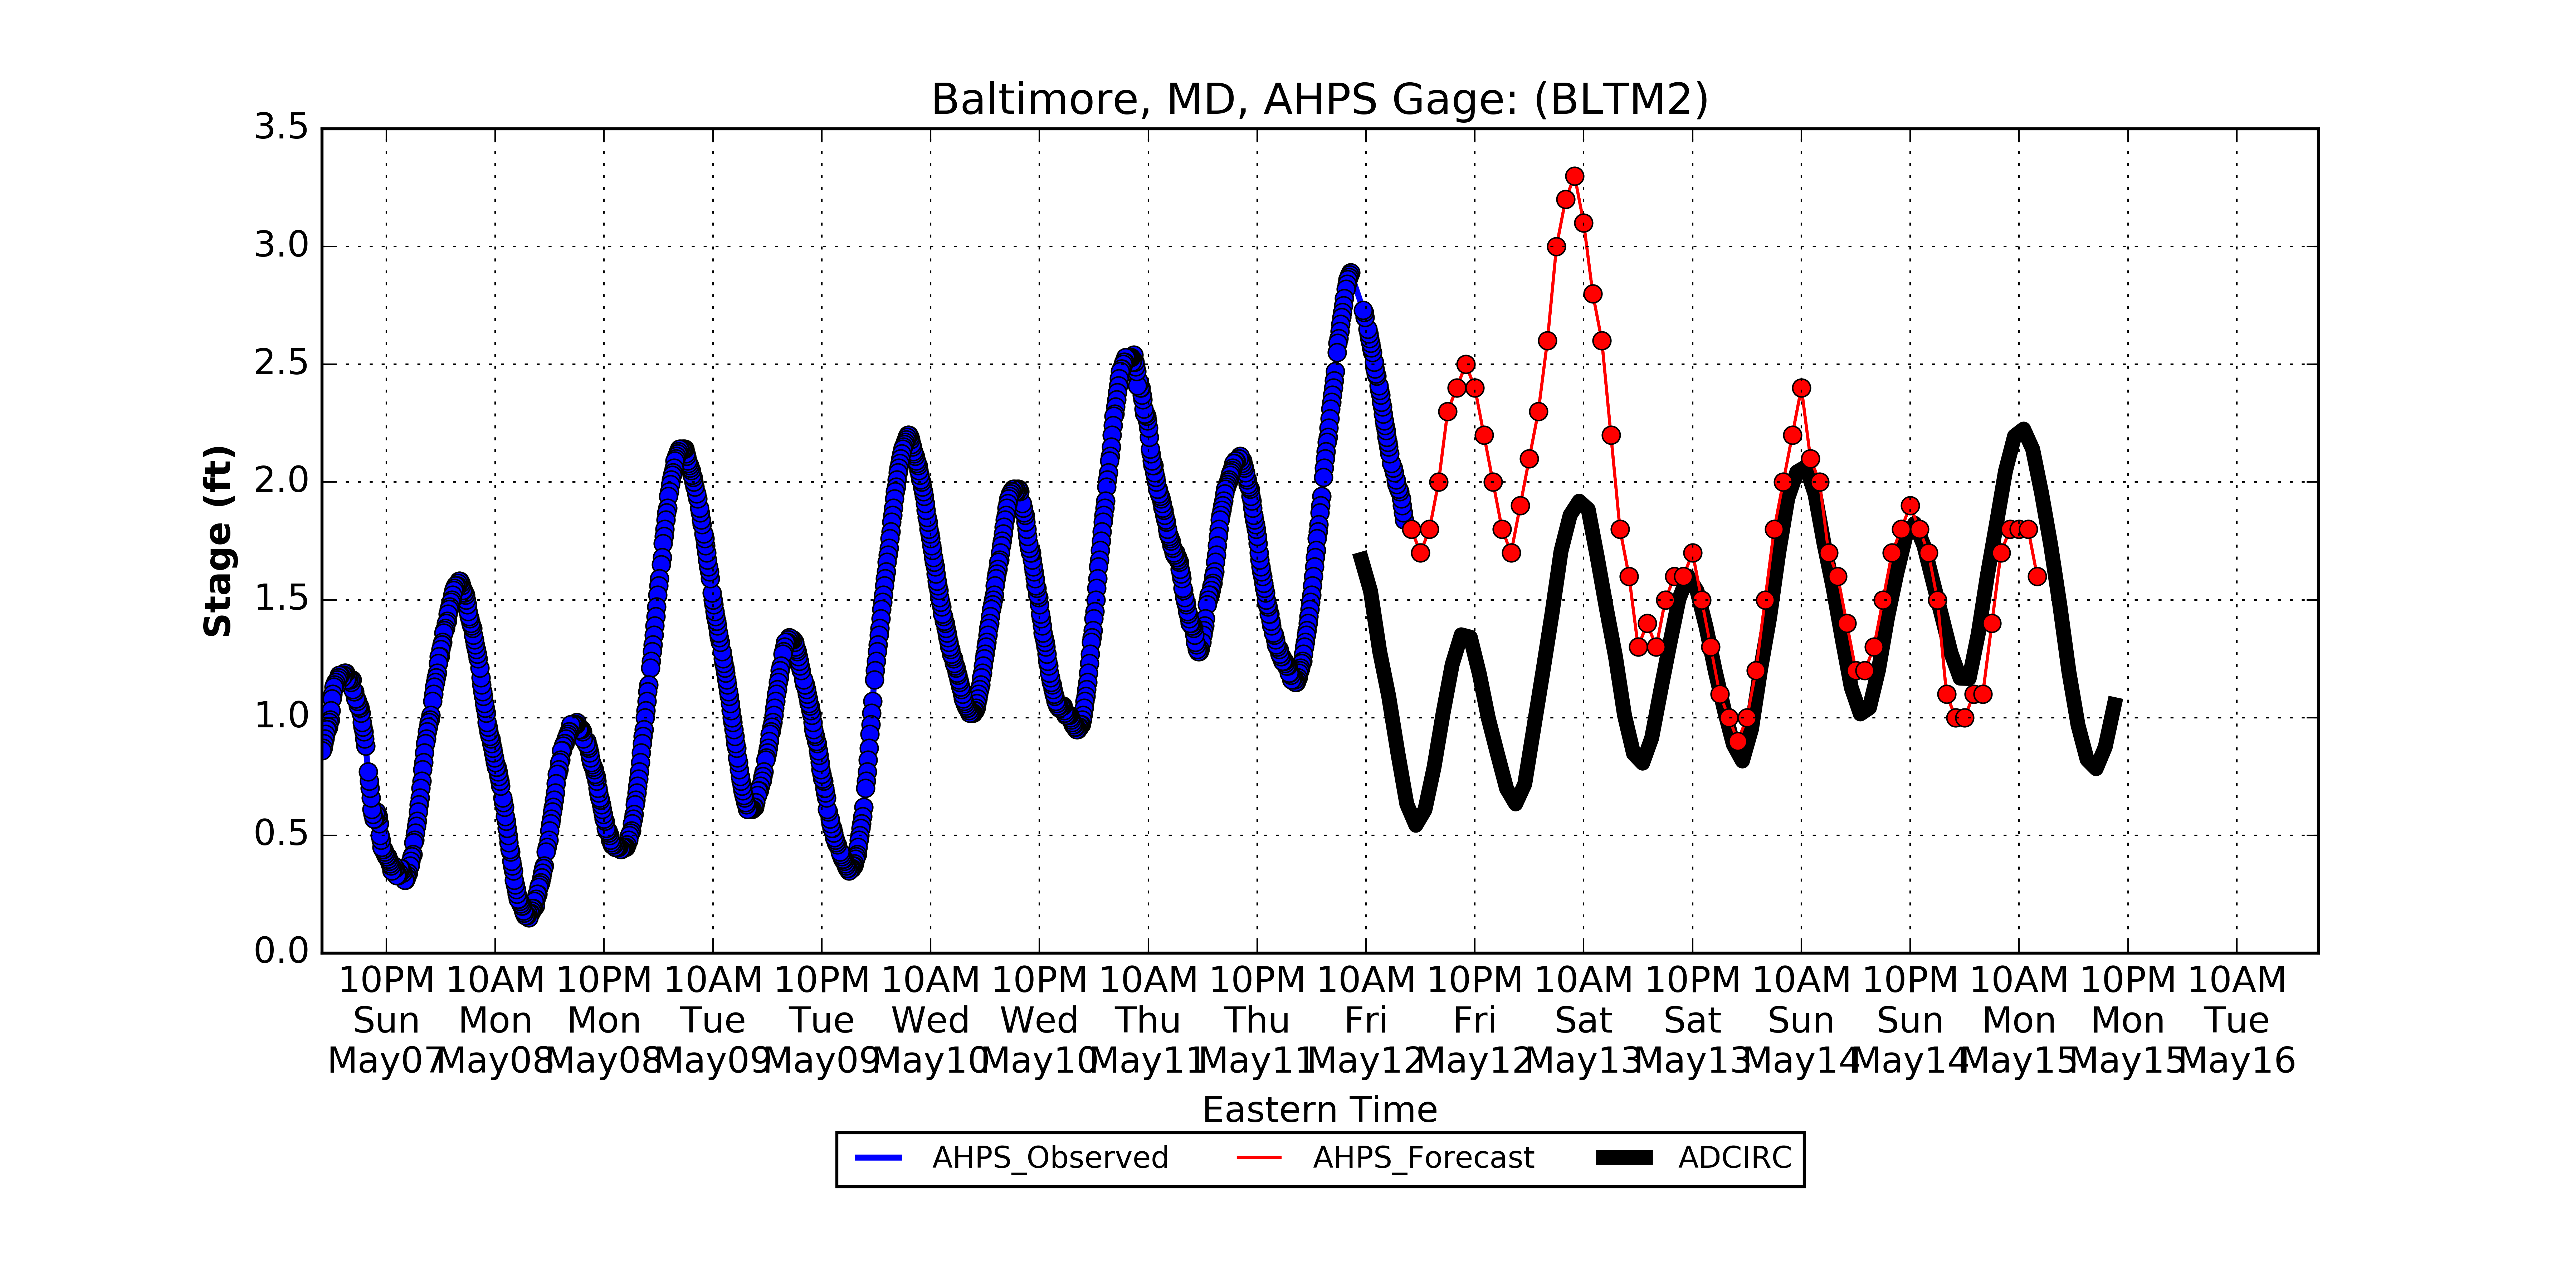 Baltimore, MD, AHPS Gage: (BLTM2)
3.5
3.0
2.5
2.0
1.5
1.0
0.5
0.0
Stage (ft)
10PM 10AM 10PM 10AM 10PM 10AM 10PM 10AM 10PM 10AM 10PM 10AM 10PM 10AM 10PM 10AM 10PM 10AM
Sun Mon Mon Tue Tue Wed Wed Thu Thu Fri Fri Sat Sat Sun Sun Mon Mon Tue
May07 May08 May08 May09 May09 May10 May10 May11 May11 May12 May12 May13 May13 May14 May14 May15 May15 May16
Eastern Time
AHPS_Observed AHPS_Forecast ADCIRC